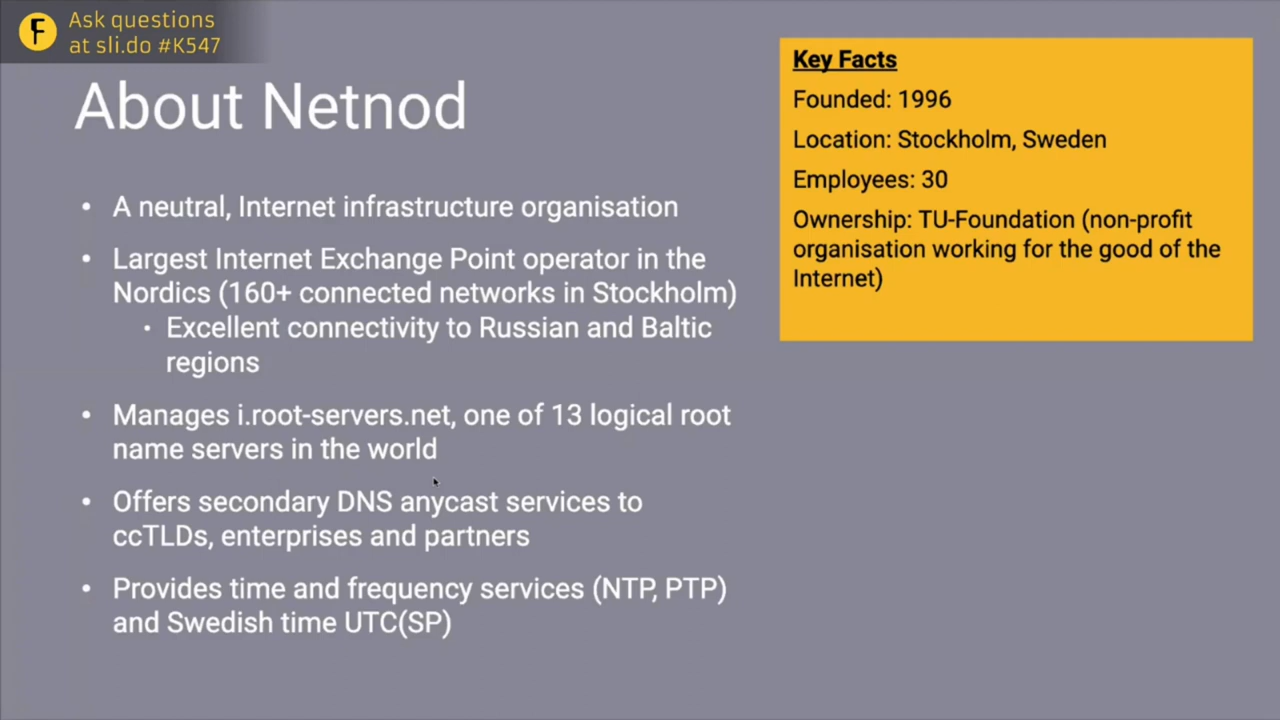 F
Ask questions
at sli.do #K547
About Netnod
• A neutral, Internet infrastructure organisation
• Largest Internet Exchange Point operator in the
Nordics (160+ connected networks in Stockholm)
• Excellent connectivity to Russian and Baltic
regions
• Manages i.root-servers.net, one of 13 logical root
name servers in the world
• Offers secondary DNS anycast services to
ccTLDs, enterprises and partners
• Provides time and frequency services (NTP, PTP)
and Swedish time UTC(SP)
Key Facts
Founded: 1996
Location: Stockholm, Sweden
Employees: 30
Ownership: TU-Foundation (non-profit
organisation working for the good of the
Internet)